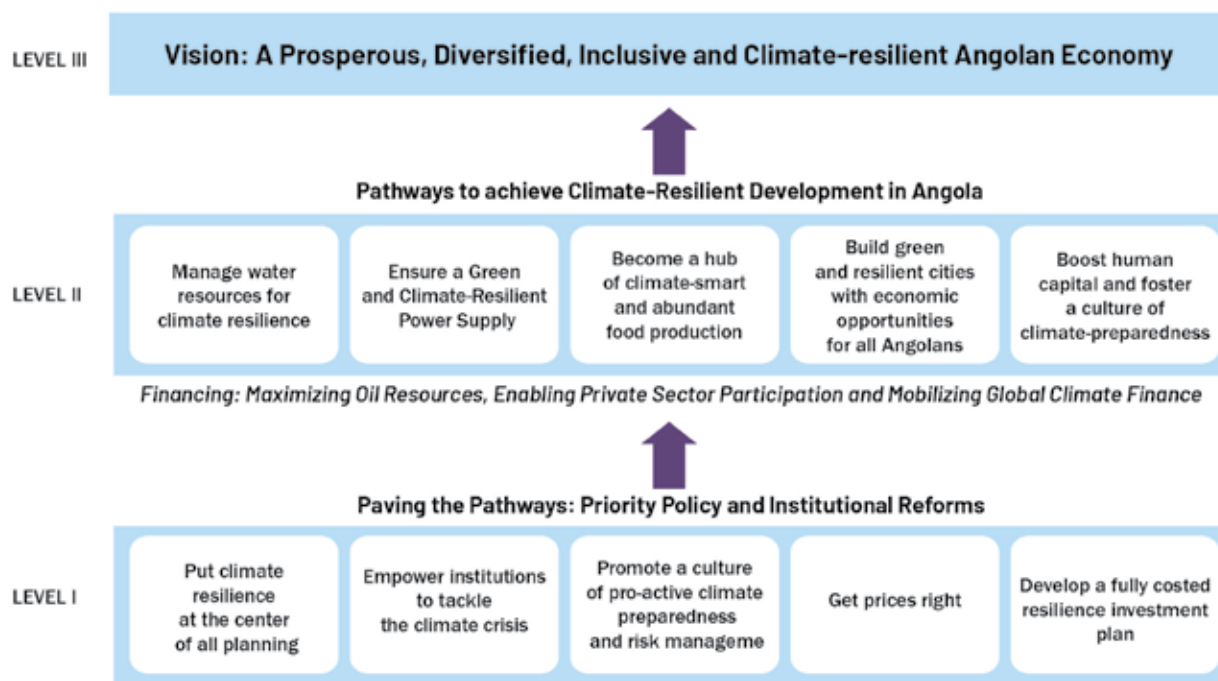 LEVEL III
Vision: A Prosperous, Diversified, Inclusive and Climate-resilient Angolan Economy
Pathways to achieve Climate-Resilient Development in Angola
LEVEL II
Manage water
resources for
climate resilience
Ensure a Green
and Climate-Resilient
Power Supply
Become a hub
of climate-smart
and abundant
food production
Build green
and resilient cities
with economic
opportunities
for all Angolans
Boost human
capital and foster
a culture of
climate-preparedness
Financing: Maximizing Oil Resources, Enabling Private Sector Participation and Mobilizing Global Climate Finance
Paving the Pathways: Priority Policy and Institutional Reforms
LEVEL I
Put climate
resilience
at the center
of all planning
Empower institutions
to tackle
the climate crisis
Promote a culture
of pro-active climate
preparedness
and risk manageme
Get prices right
Develop a fully costed
resilience investment
plan